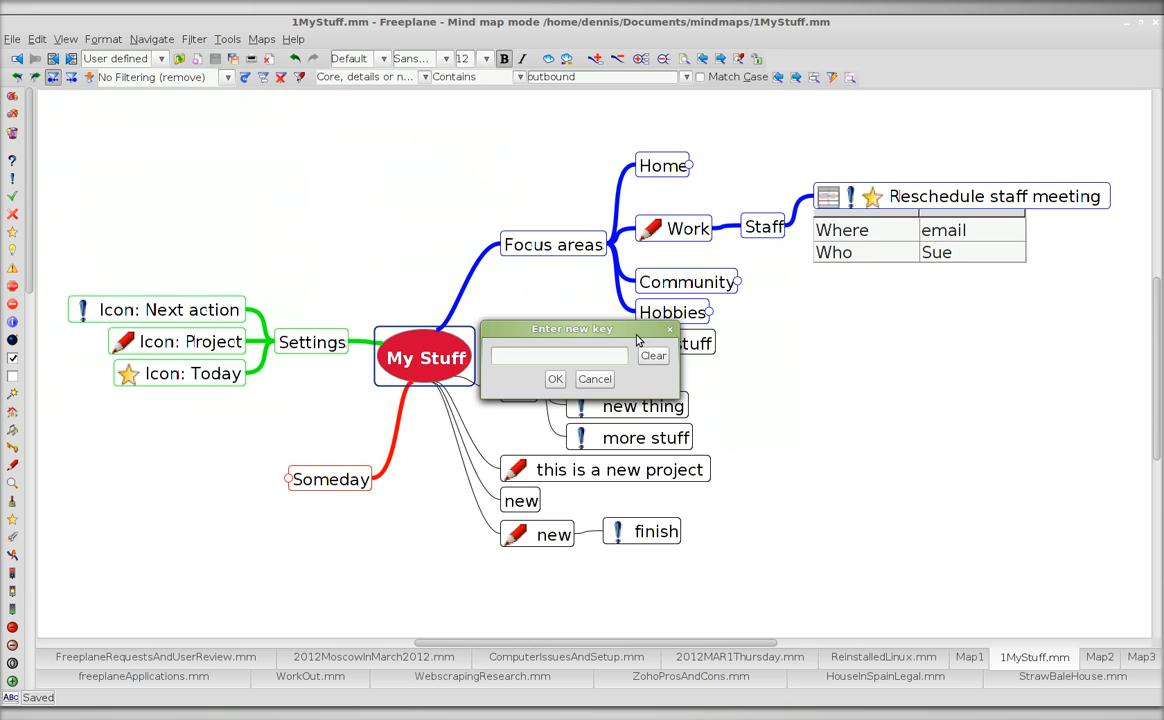 1MyStuff.mm - Freeplane - Mind map mode /home/dennis/Documents/mindmaps/1MyStuff.mm
File Edit View Format Navigate Filter Tools Maps Help
User defined Default Sans... 12 B I
No Filtering (remove) Core, details or n... Contains outbound Match Case
Home
Reschedule staff meeting
Work Staff
Where email
Who Sue
Focus areas
Community
Hobbies
Icon: Next action
Icon: Project
Icon: Today
Settings
My Stuff
Enter new key
stuff
Clear
OK Cancel
new thing
more stuff
this is a new project
Someday
new
new finish
FreeplaneRequestsAndUserReview.mm 2012MoscowInMarch2012.mm ComputerIssuesAndSetup.mm 2012MAR1Thursday.mm ReinstalledLinux.mm Map1 1MyStuff.mm Map2 Map3
freeplaneApplications.mm WorkOut.mm WebscrapingResearch.mm ZohoProsAndCons.mm HouseInSpainLegal.mm StrawBaleHouse.mm
ABC Saved